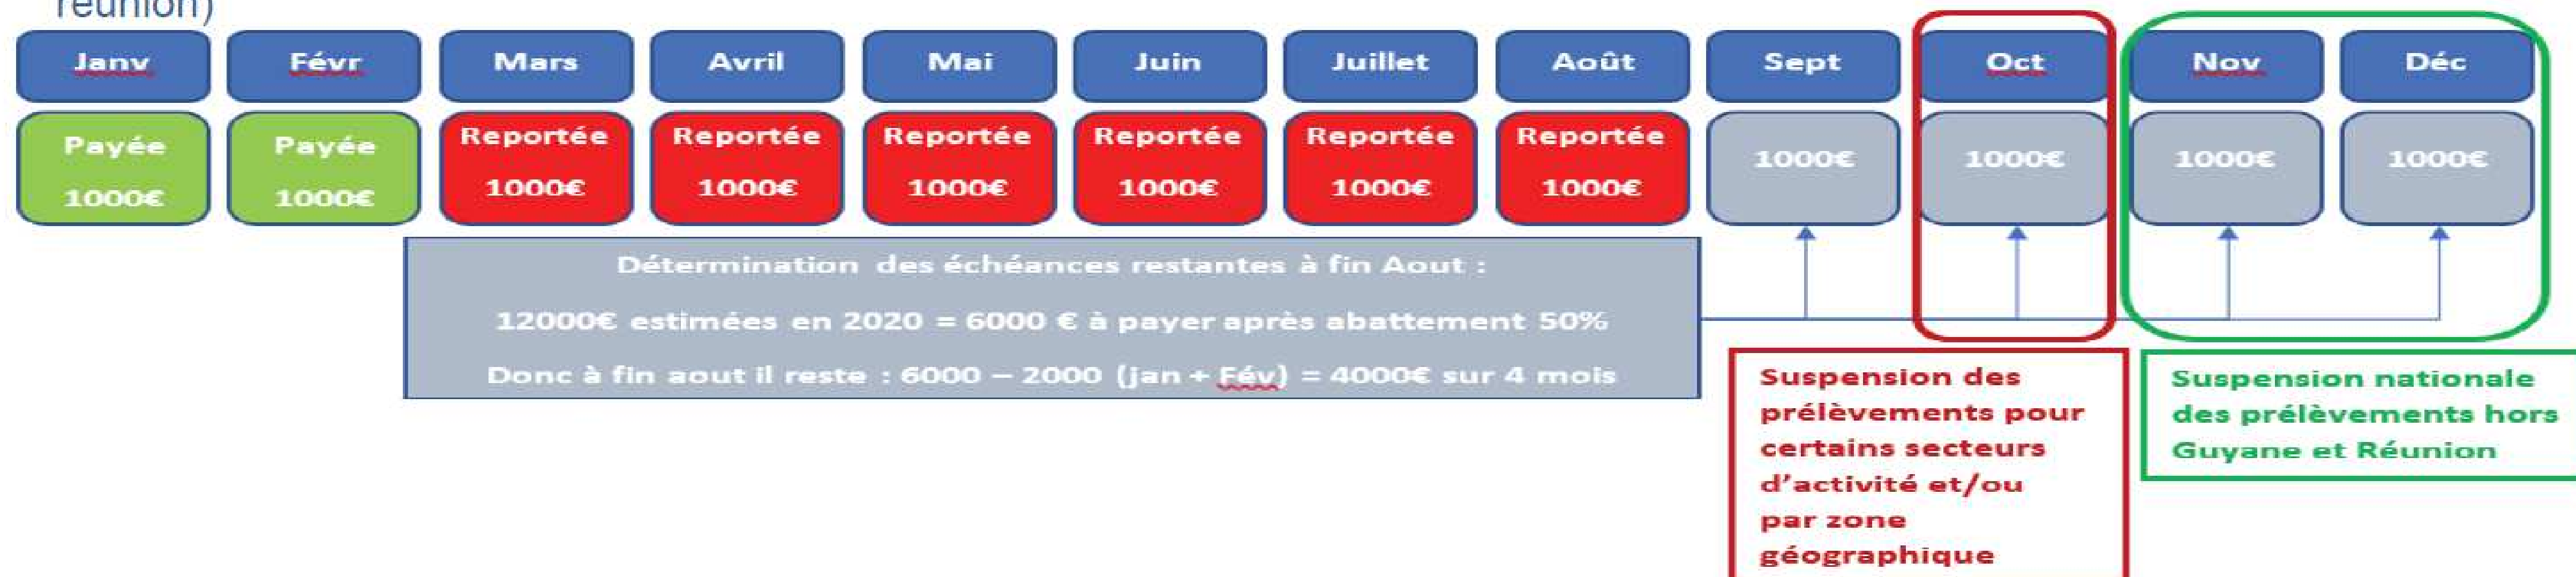 réunion)
Janv Févr Mars Avril Mai Juin Juillet Août Sept Oct Nov Déc
Payée Payée Reportée Reportée Reportée Reportée Reportée Reportée
1000€ 1000€ 1000€ 1000€ 1000€ 1000€ 1000€ 1000€ 1000€ 1000€ 1000€ 1000€
Détermination des échéances restantes à fin Aout :
12000€ estimées en 2020 = 6000 € à payer après abattement 50%
Donc à fin aout il reste : 6000 – 2000 (jan + Fév) = 4000€ sur 4 mois
Suspension des
prélèvements pour
certains secteurs
d’activité et/ou
par zone
géographique
Suspension nationale
des prélèvements hors
Guyane et Réunion